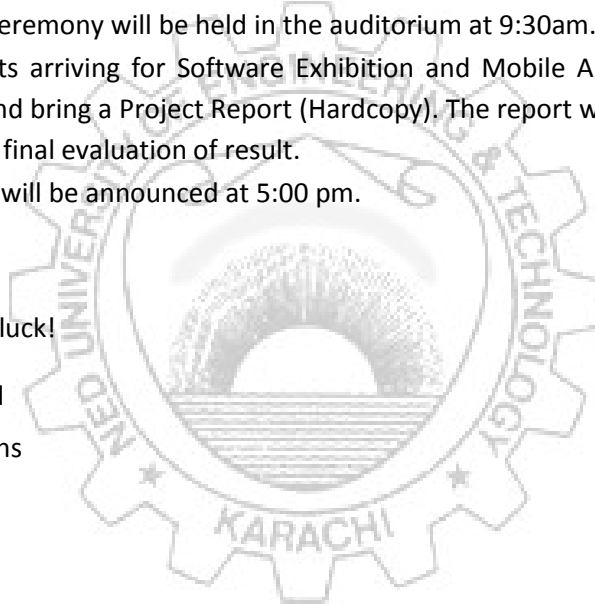 eremony will be held in the auditorium at 9:30am.
ts arriving for Software Exhibition and Mobile A
nd bring a Project Report (Hardcopy). The report w
final evaluation of result.
will be announced at 5:00 pm.
luck!
ns
NED UNIVERSITY OF ENGINEERING & TECHNOLOGY
KARACHI